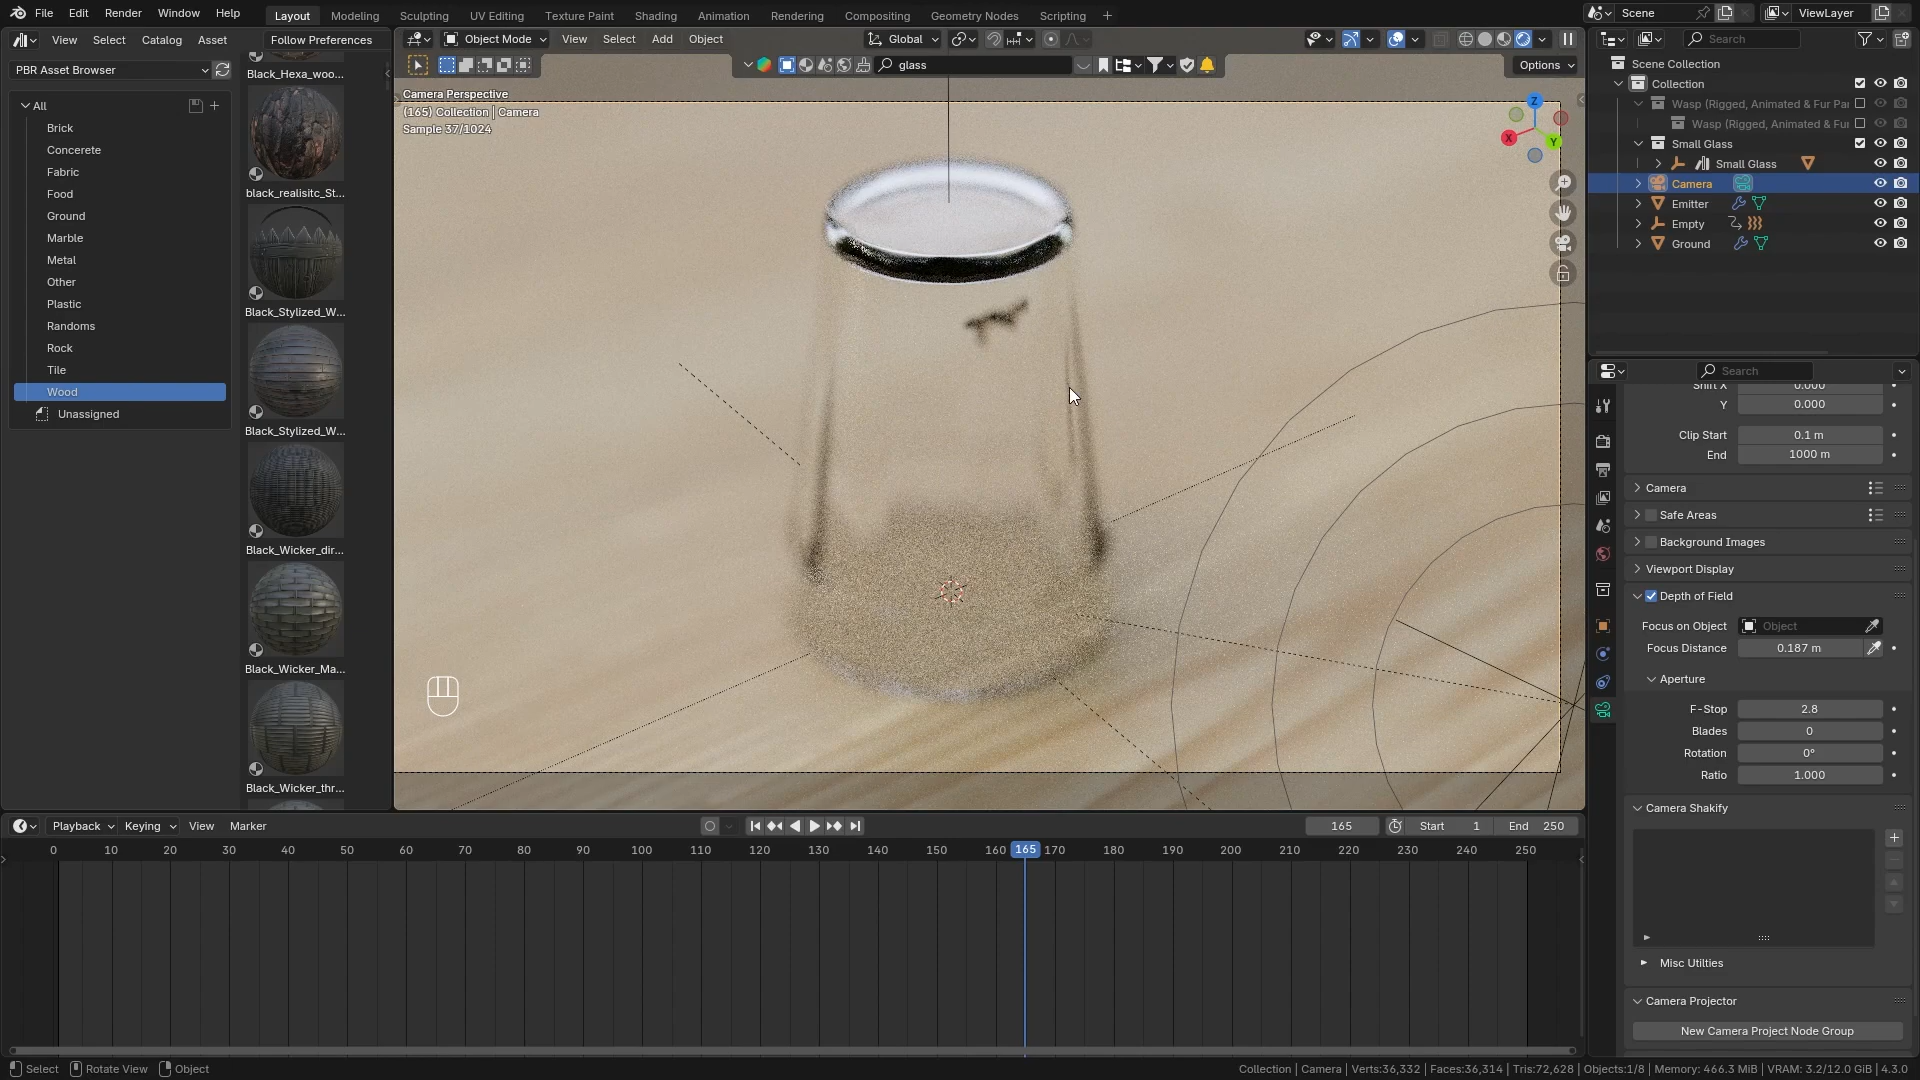 File Edit Render Window Help
Layout Modeling Sculpting UV Editing Texture Paint Shading Animation Rendering Compositing Geometry Nodes Scripting +
Scene
ViewLayer
View Select Catalog Asset
Follow Preferences
Object Mode View Select Add Object
Global
Search
PBR Asset Browser
glass
Options
All
Brick
Concerete
Fabric
Food
Ground
Marble
Metal
Other
Plastic
Randoms
Rock
Tile
Wood
Unassigned
Black_Hexa_woo...
black_realisitc_St...
Black_Stylized_W...
Black_Stylized_W...
Black_Wicker_dir...
Black_Wicker_Ma...
Black_Wicker_thr...
Camera Perspective
(165) Collection | Camera
Sample 37/1024
Z
X
Y
Scene Collection
Collection
Wasp (Rigged, Animated & Fur Par
Wasp (Rigged, Animated & Fur
Small Glass
Small Glass
Camera
Emitter
Empty
Ground
Search
Shift X 0.000
Y 0.000
Clip Start 0.1 m
End 1000 m
Camera
Safe Areas
Background Images
Viewport Display
Depth of Field
Focus on Object Object
Focus Distance 0.187 m
Aperture
F-Stop 2.8
Blades 0
Rotation 0°
Ratio 1.000
Camera Shakify
Misc Utilties
Camera Projector
New Camera Project Node Group
Playback Keying View Marker
165 Start 1 End 250
0 10 20 30 40 50 60 70 80 90 100 110 120 130 140 150 160 165 170 180 190 200 210 220 230 240 250
Select Rotate View Object
Collection | Camera | Verts:36,332 | Faces:36,314 | Tris:72,628 | Objects:1/8 | Memory: 466.3 MiB | VRAM: 3.2/12.0 GiB | 4.3.0